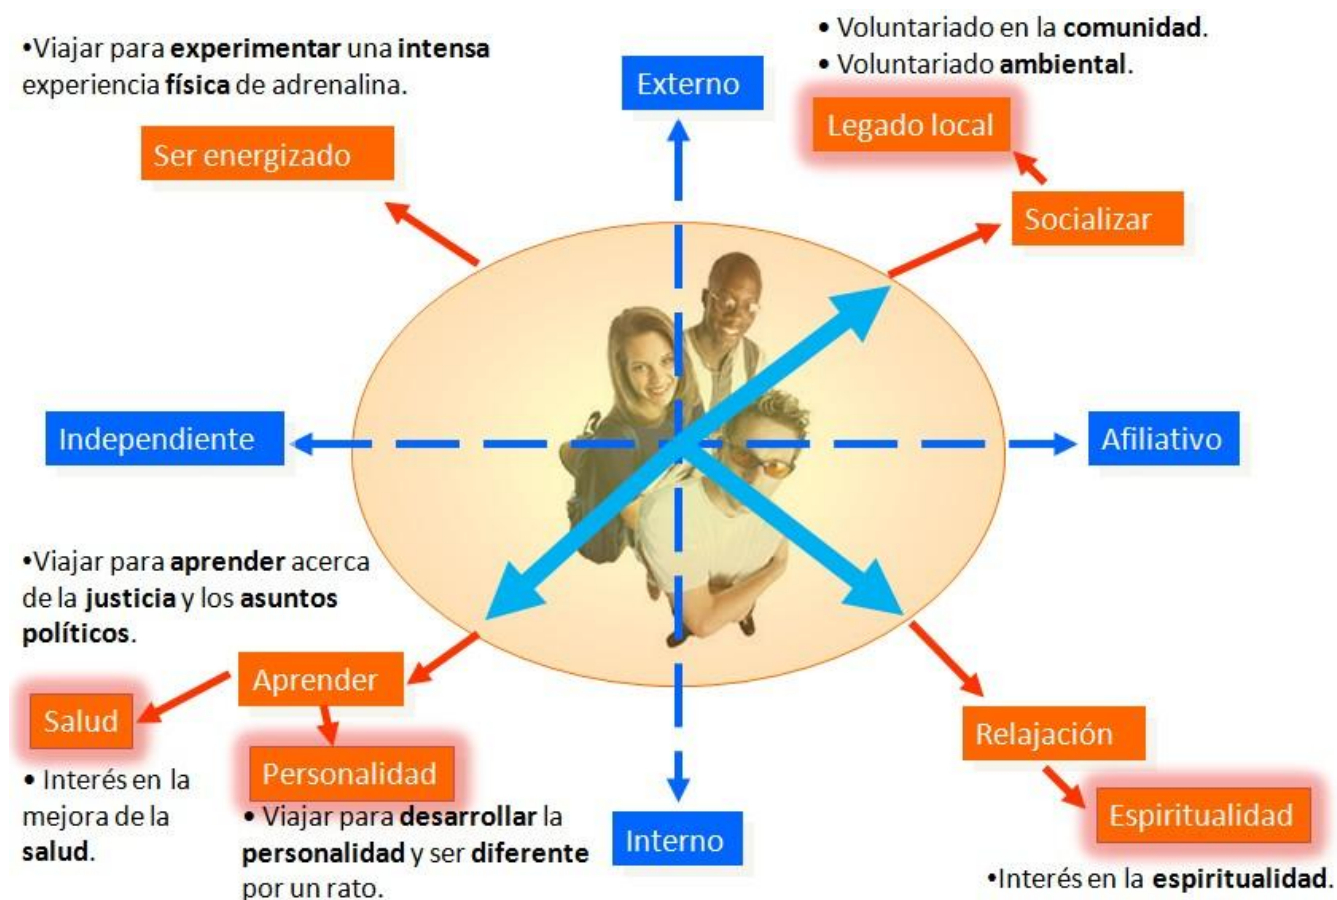 •Viajar para experimentar una intensa
experiencia física de adrenalina.
Ser energizado
Externo
• Voluntariado en la comunidad.
• Voluntariado ambiental.
Legado local
Socializar
Independiente
Afiliativo
•Viajar para aprender acerca
de la justicia y los asuntos
políticos.
Aprender
Salud
• Interés en la
mejora de la
salud.
Personalidad
• Viajar para desarrollar la
personalidad y ser diferente
por un rato.
Interno
Relajación
Espiritualidad
•Interés en la espiritualidad.